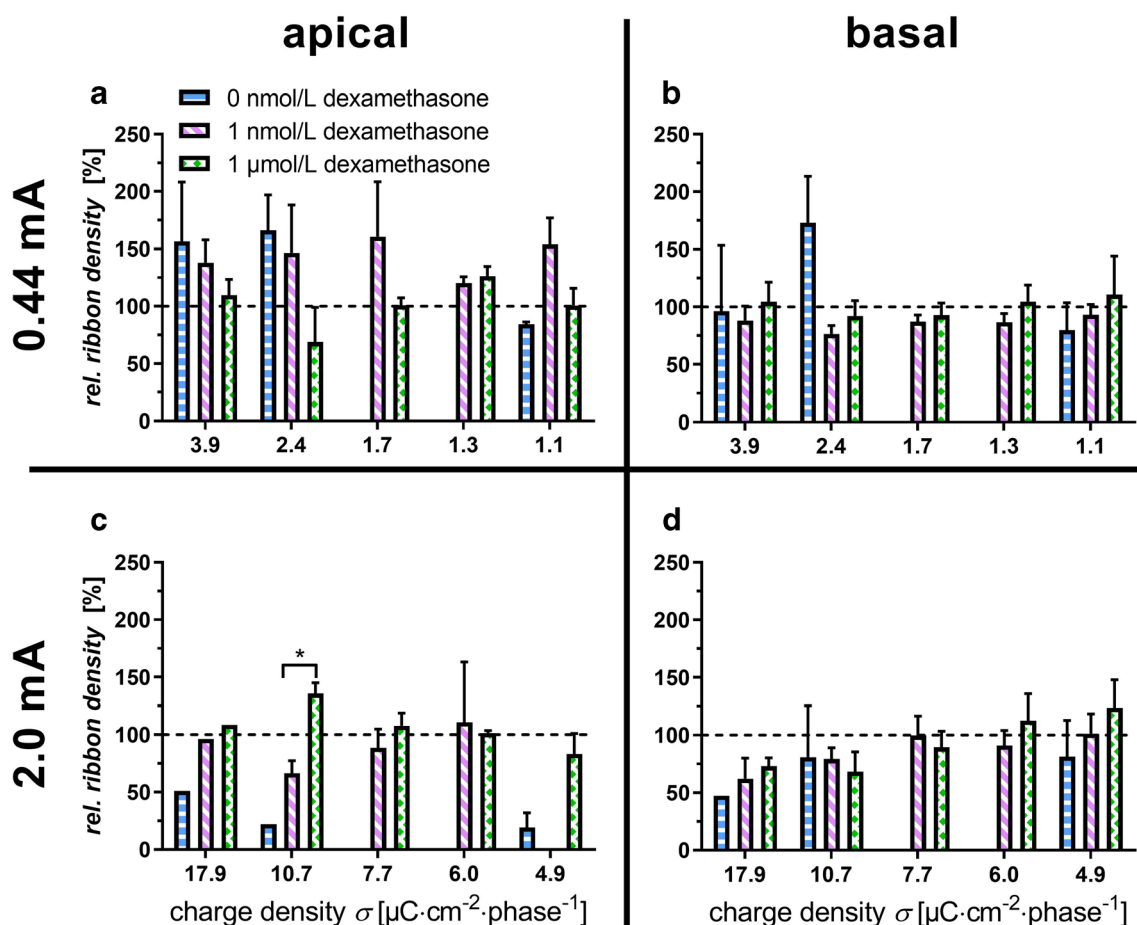 apical
basal
0.44 mA
a
0 nmol/L dexamethasone
1 nmol/L dexamethasone
1 µmol/L dexamethasone
rel. ribbon density [%]
250
200
150
100
50
0
3.9 2.4 1.7 1.3 1.1
b
250
200
150
100
50
0
3.9 2.4 1.7 1.3 1.1
2.0 mA
c
rel. ribbon density [%]
250
200
150
100
50
0
*
17.9 10.7 7.7 6.0 4.9
charge density σ [µC·cm⁻²·phase⁻¹]
d
250
200
150
100
50
0
17.9 10.7 7.7 6.0 4.9
charge density σ [µC·cm⁻²·phase⁻¹]